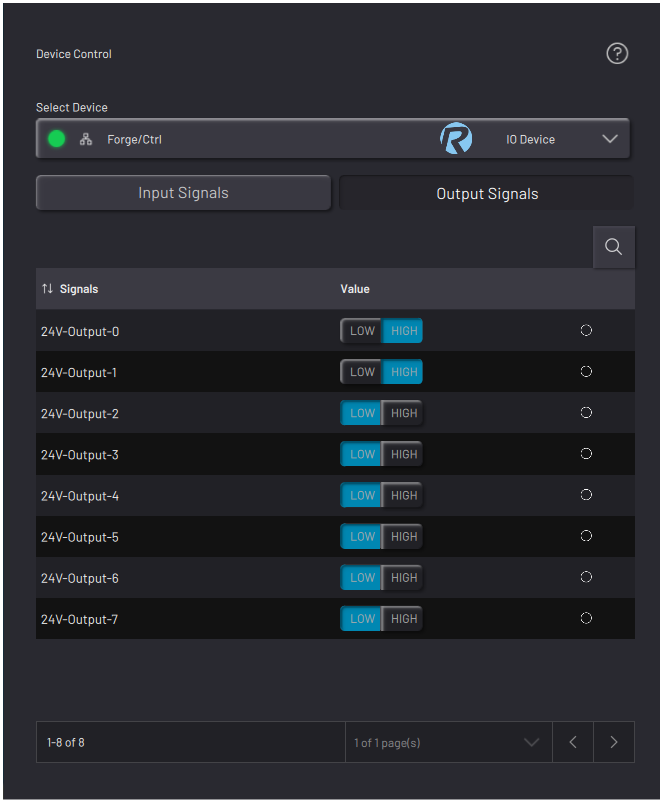 Device Control
Select Device
Forge/Ctrl IO Device
Input Signals Output Signals
Signals Value
24V-Output-0 LOW HIGH
24V-Output-1 LOW HIGH
24V-Output-2 LOW HIGH
24V-Output-3 LOW HIGH
24V-Output-4 LOW HIGH
24V-Output-5 LOW HIGH
24V-Output-6 LOW HIGH
24V-Output-7 LOW HIGH
1-8 of 8 1 of 1 page(s)